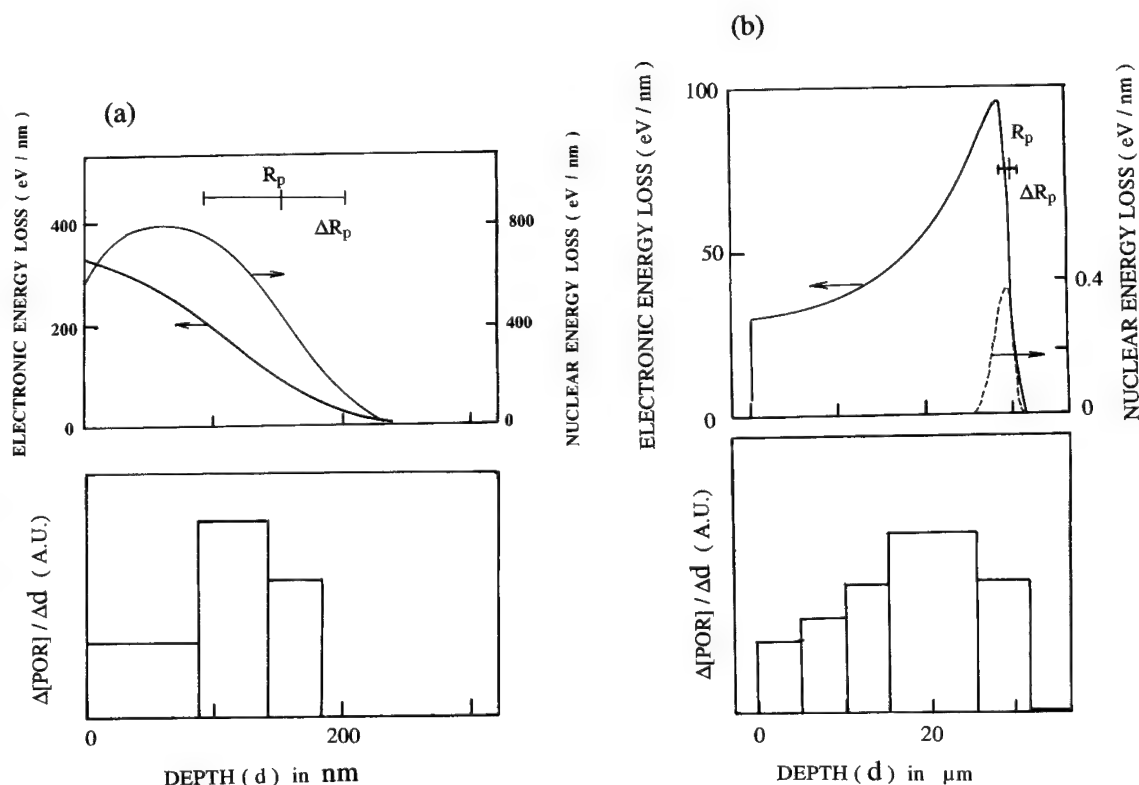 (a)
ELECTRONIC ENERGY LOSS ( eV / nm )
400
200
0
R_p
ΔR_p
800
400
0
NUCLEAR ENERGY LOSS ( eV / nm )
Δ[POR] / Δd ( A.U. )
0
200
DEPTH ( d ) in nm
(b)
ELECTRONIC ENERGY LOSS ( eV / nm )
100
50
0
R_p
ΔR_p
0.4
0
NUCLEAR ENERGY LOSS ( eV / nm )
Δ[POR] / Δd ( A.U. )
0
20
DEPTH ( d ) in μm